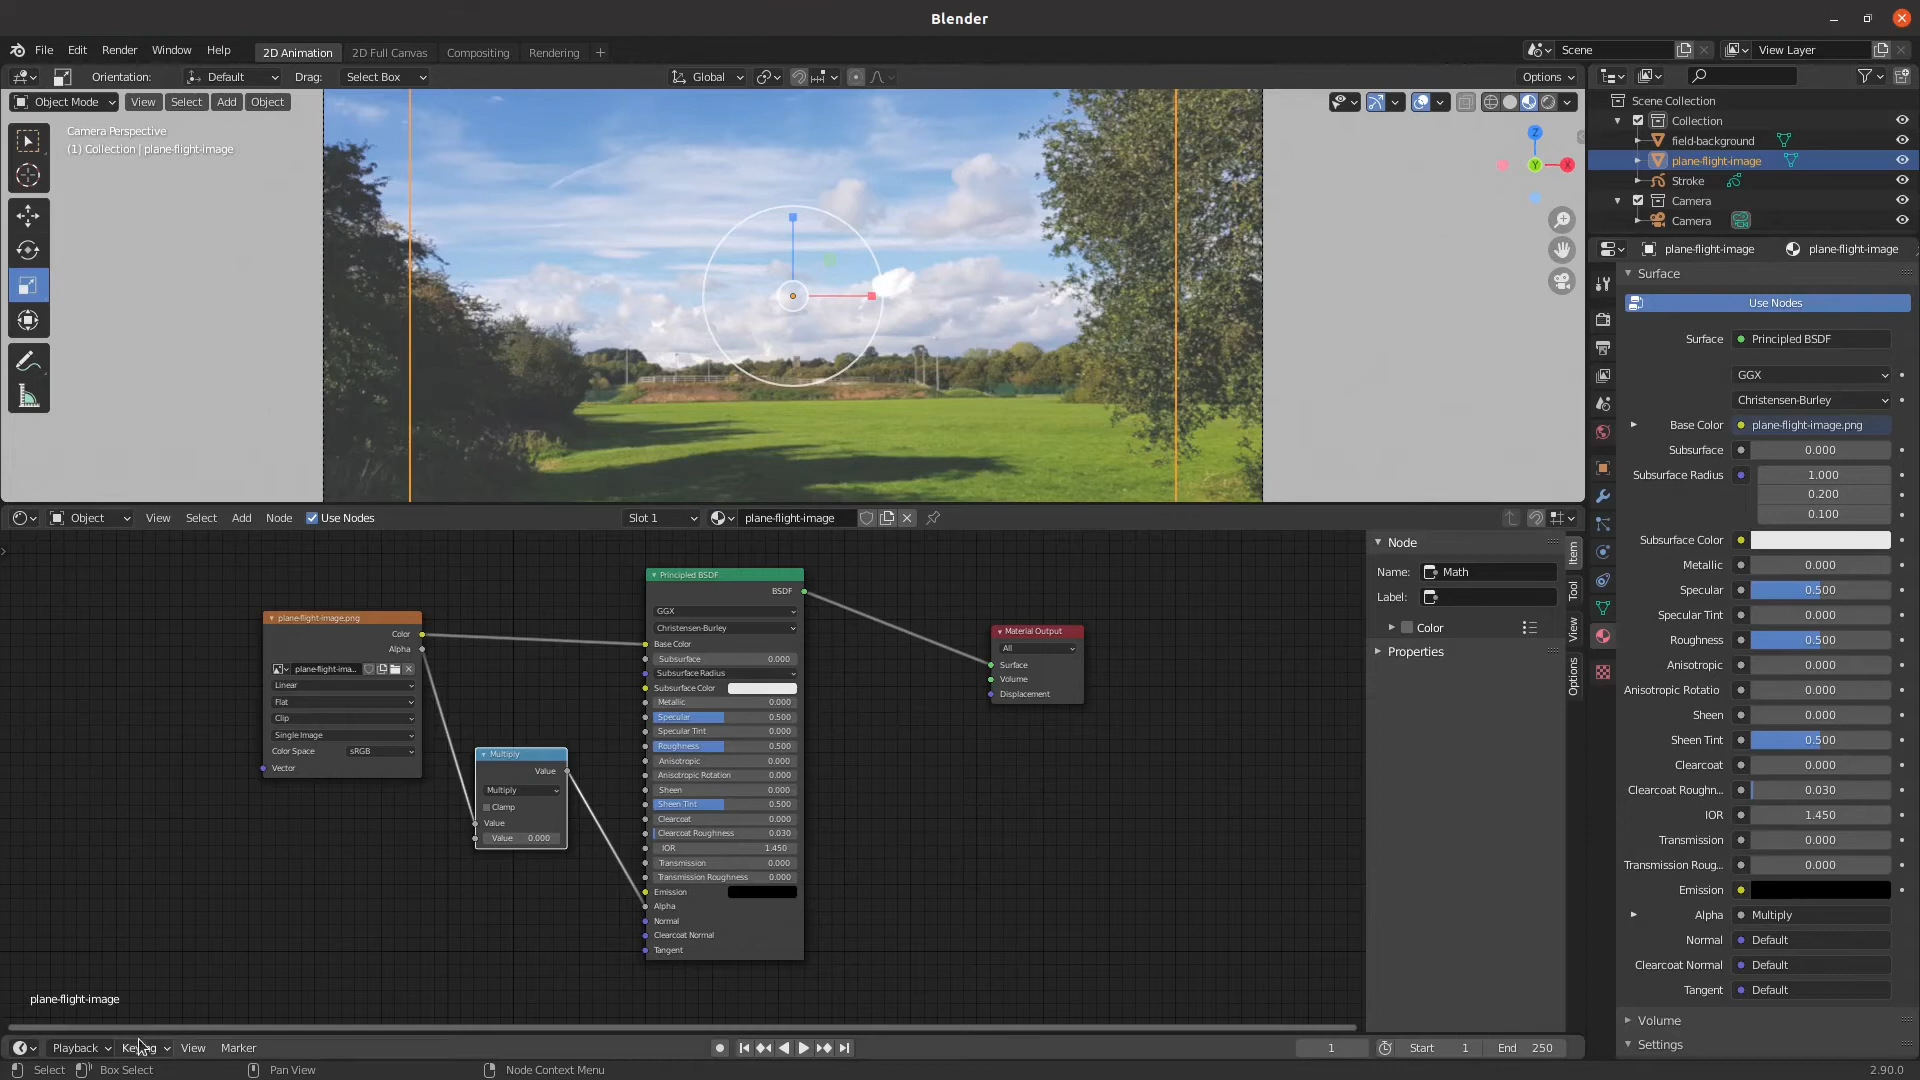 Blender
File Edit Render Window Help 2D Animation 2D Full Canvas Compositing Rendering + Scene View Layer
Orientation: Default Drag: Select Box Global Options
Object Mode View Select Add Object
Camera Perspective
(1) Collection | plane-flight-image
Z
Y
X
Scene Collection
Collection
field-background
plane-flight-image
Stroke
Camera
Camera
plane-flight-image plane-flight-image
Surface
Use Nodes
Surface Principled BSDF
GGX
Christensen-Burley
Base Color plane-flight-image.png
Subsurface 0.000
Subsurface Radius 1.000
0.200
0.100
Subsurface Color
Metallic 0.000
Specular 0.500
Specular Tint 0.000
Roughness 0.500
Anisotropic 0.000
Anisotropic Rotatio 0.000
Sheen 0.000
Sheen Tint 0.500
Clearcoat 0.000
Clearcoat Roughn... 0.030
IOR 1.450
Transmission 0.000
Transmission Roug... 0.000
Emission
Alpha Multiply
Normal Default
Clearcoat Normal Default
Tangent Default
Volume
Settings
Object View Select Add Node Use Nodes Slot 1 plane-flight-image
plane-flight-image.png
Color
Alpha
plane-flight-ima...
Linear
Flat
Clip
Single Image
Color Space sRGB
Vector
Multiply
Value
Multiply
Clamp
Value
Value 0.000
Principled BSDF
BSDF
GGX
Christensen-Burley
Base Color
Subsurface 0.000
Subsurface Radius
Subsurface Color
Metallic 0.000
Specular 0.500
Specular Tint 0.000
Roughness 0.500
Anisotropic 0.000
Anisotropic Rotation 0.000
Sheen 0.000
Sheen Tint 0.500
Clearcoat 0.000
Clearcoat Roughness 0.030
IOR 1.450
Transmission 0.000
Transmission Roughness 0.000
Emission
Alpha
Normal
Clearcoat Normal
Tangent
Material Output
All
Surface
Volume
Displacement
Node
Name: Math
Label:
Color
Properties
Item
Tool
View
Options
plane-flight-image
Playback Keying View Marker 1 Start 1 End 250
Select Box Select Pan View Node Context Menu 2.90.0